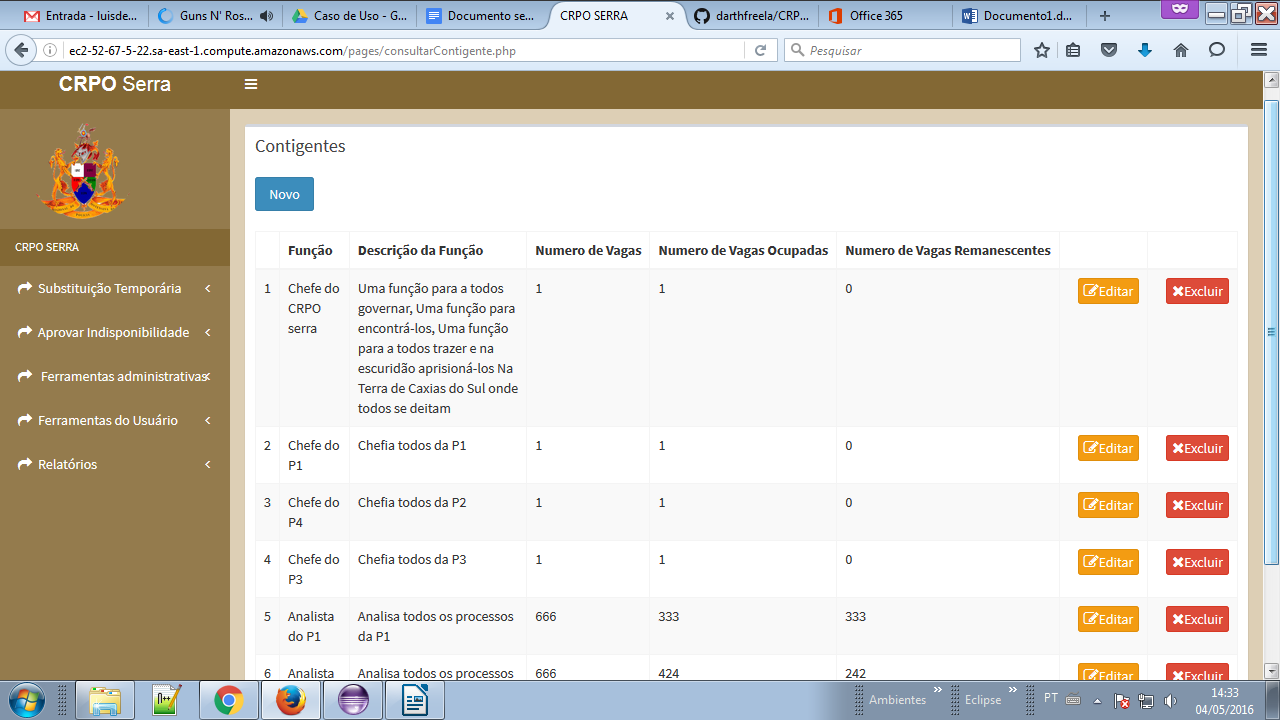 Entrada - luisde...
Guns N' Ros...
Caso de Uso - G...
Documento se...
CRPO SERRA
darthfreela/CRP...
Office 365
Documento1.d...
ec2-52-67-5-22.sa-east-1.compute.amazonaws.com/pages/consultarContigente.php
Pesquisar
CRPO Serra
CRPO SERRA
Substituição Temporária
Aprovar Indisponibilidade
Ferramentas administrativas
Ferramentas do Usuário
Relatórios
Contigentes
Novo
Função Descrição da Função Numero de Vagas Numero de Vagas Ocupadas Numero de Vagas Remanescentes
1 Chefe do Uma função para a todos 1 1 0 Editar Excluir
CRPO governar, Uma função para
serra encontrá-los, Uma função
para a todos trazer e na
escuridão aprisioná-los Na
Terra de Caxias do Sul onde
todos se deitam
2 Chefe do Chefia todos da P1 1 1 0 Editar Excluir
P1
3 Chefe do Chefia todos da P2 1 1 0 Editar Excluir
P4
4 Chefe do Chefia todos da P3 1 1 0 Editar Excluir
P3
5 Analista Analisa todos os processos 666 333 333 Editar Excluir
do P1 da P1
6 Analista Analisa todos os processos 666 424 242 Editar Excluir
Ambientes
Eclipse
PT
14:33
04/05/2016